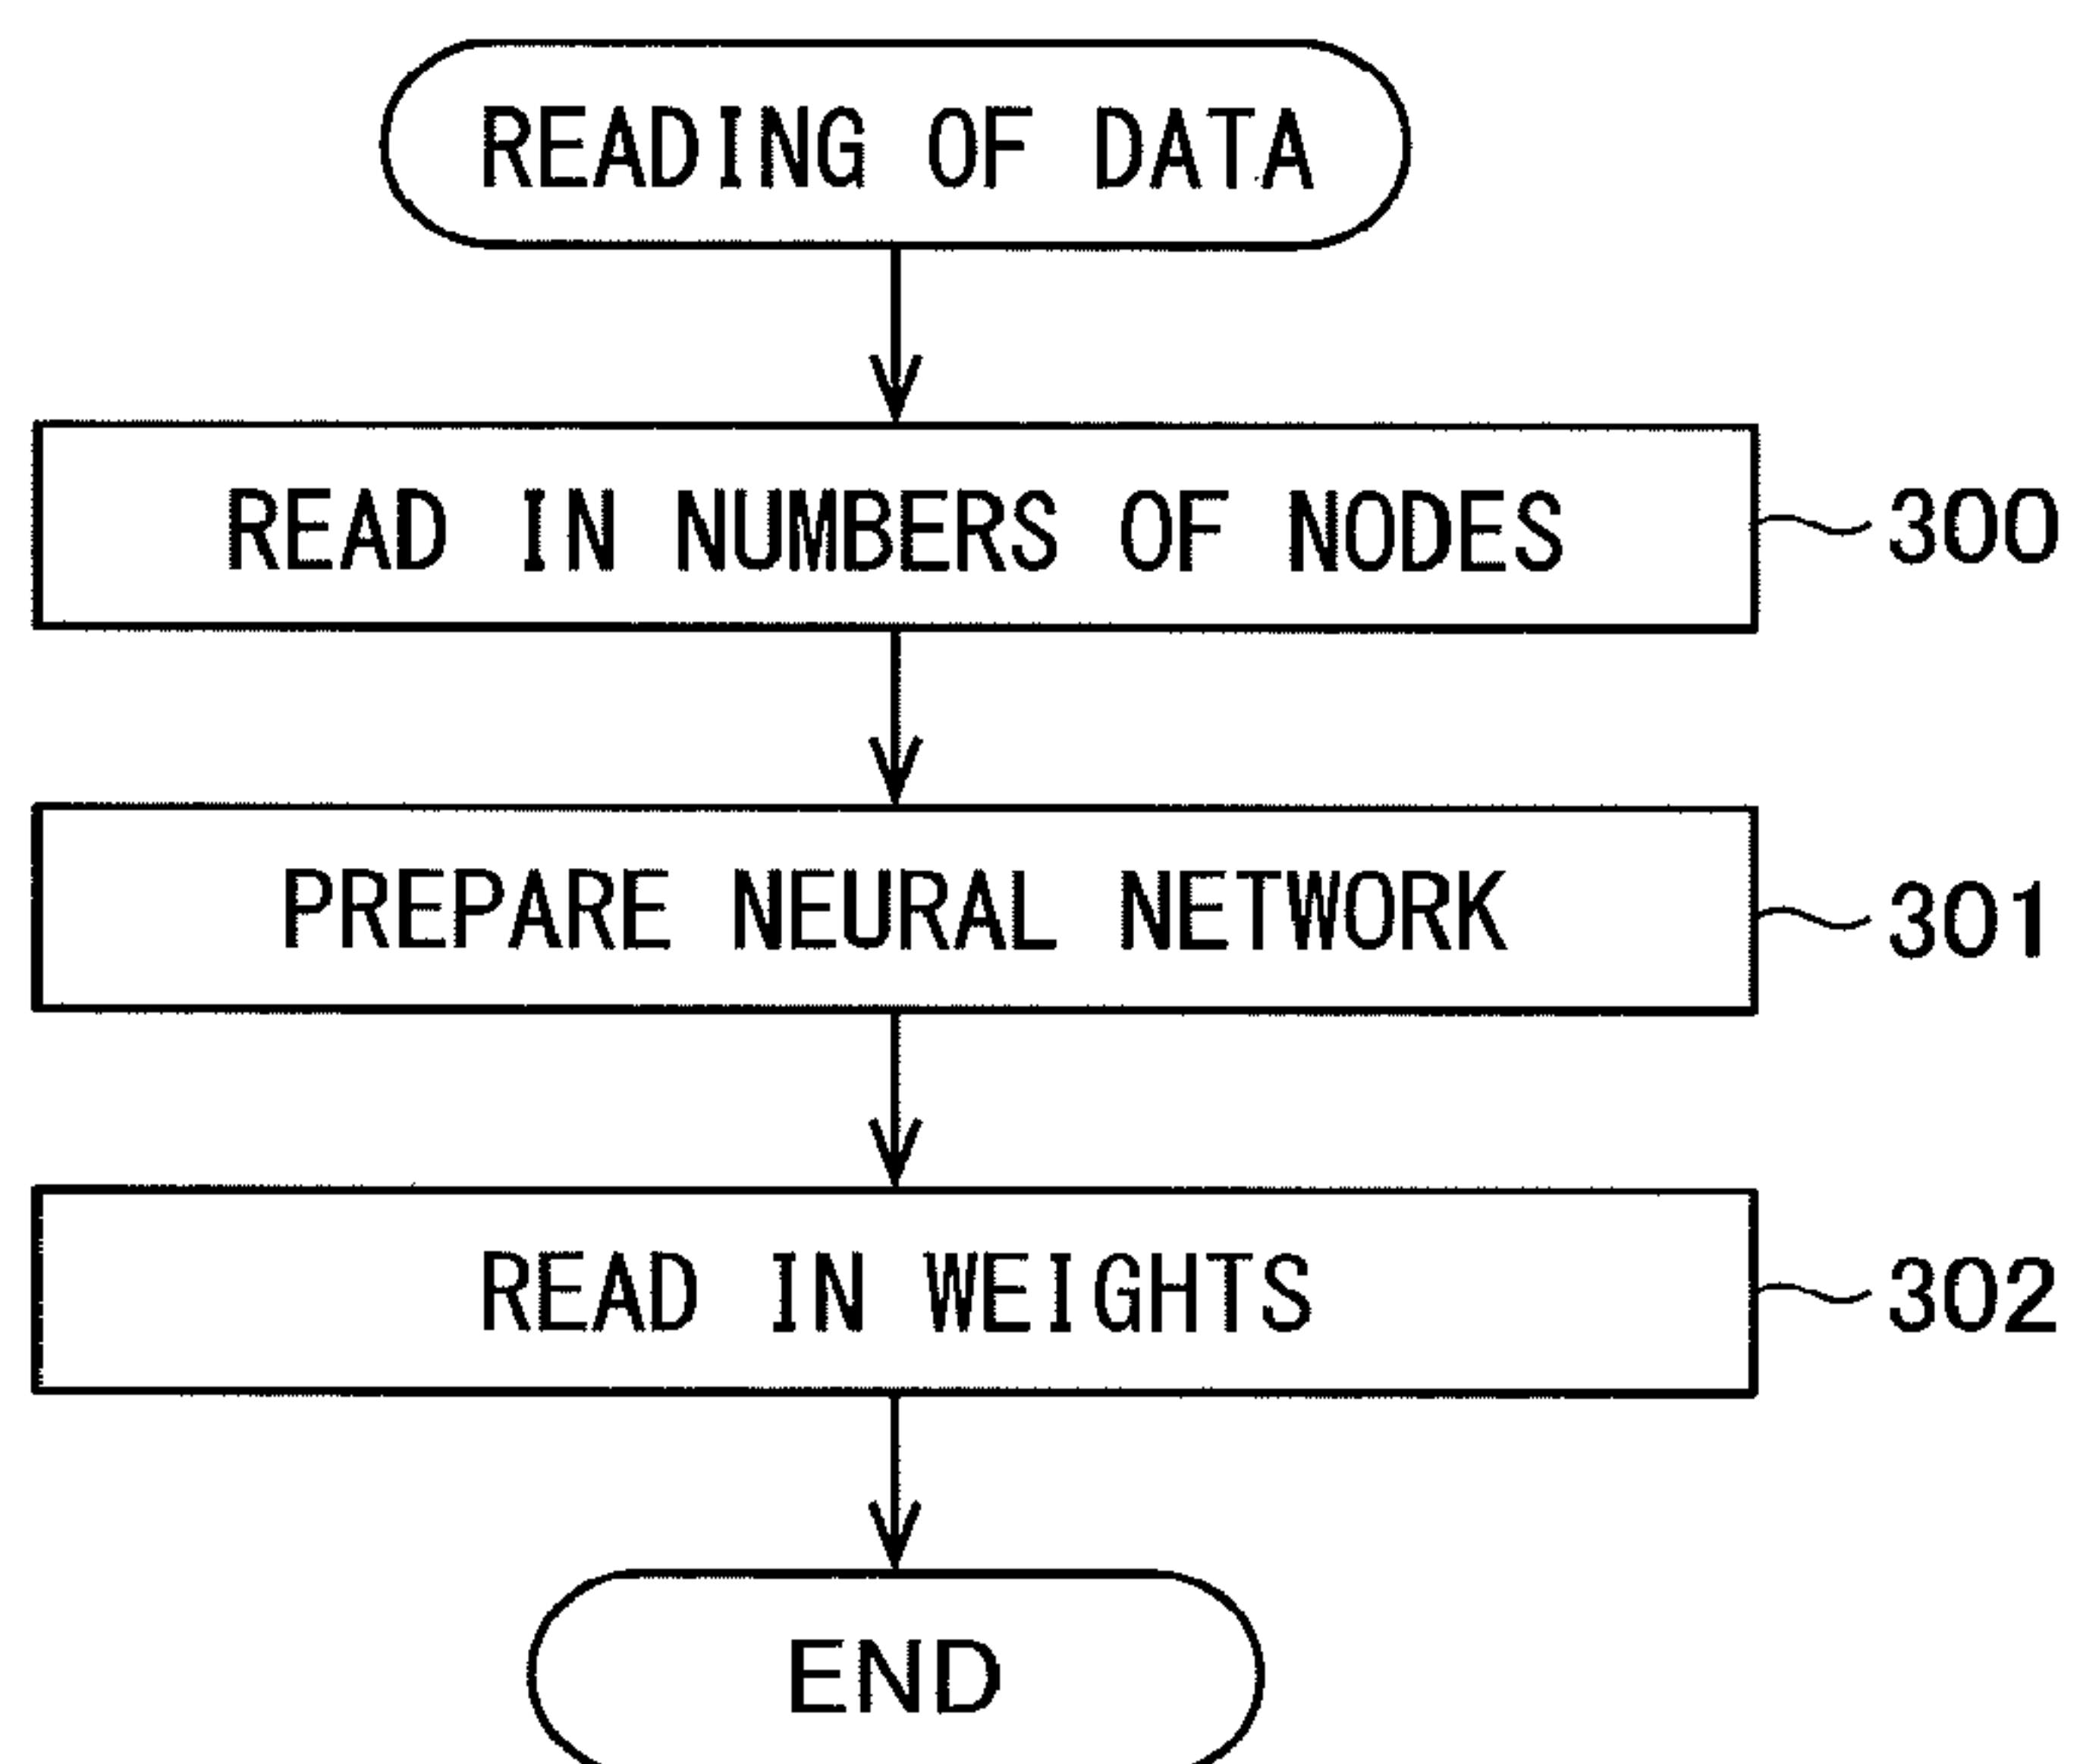 READING OF DATA
READ IN NUMBERS OF NODES
300
PREPARE NEURAL NETWORK
301
READ IN WEIGHTS
302
END